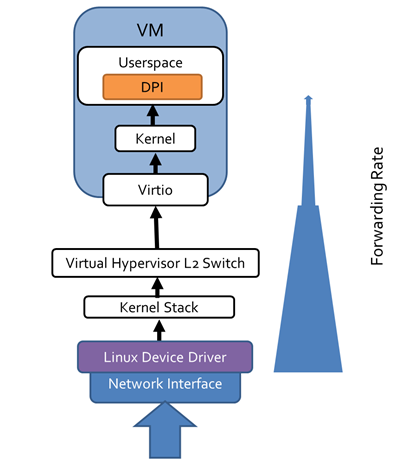 VM
Userspace
DPI
Kernel
Virtio
Virtual Hypervisor L2 Switch
Kernel Stack
Linux Device Driver
Network Interface
Forwarding Rate